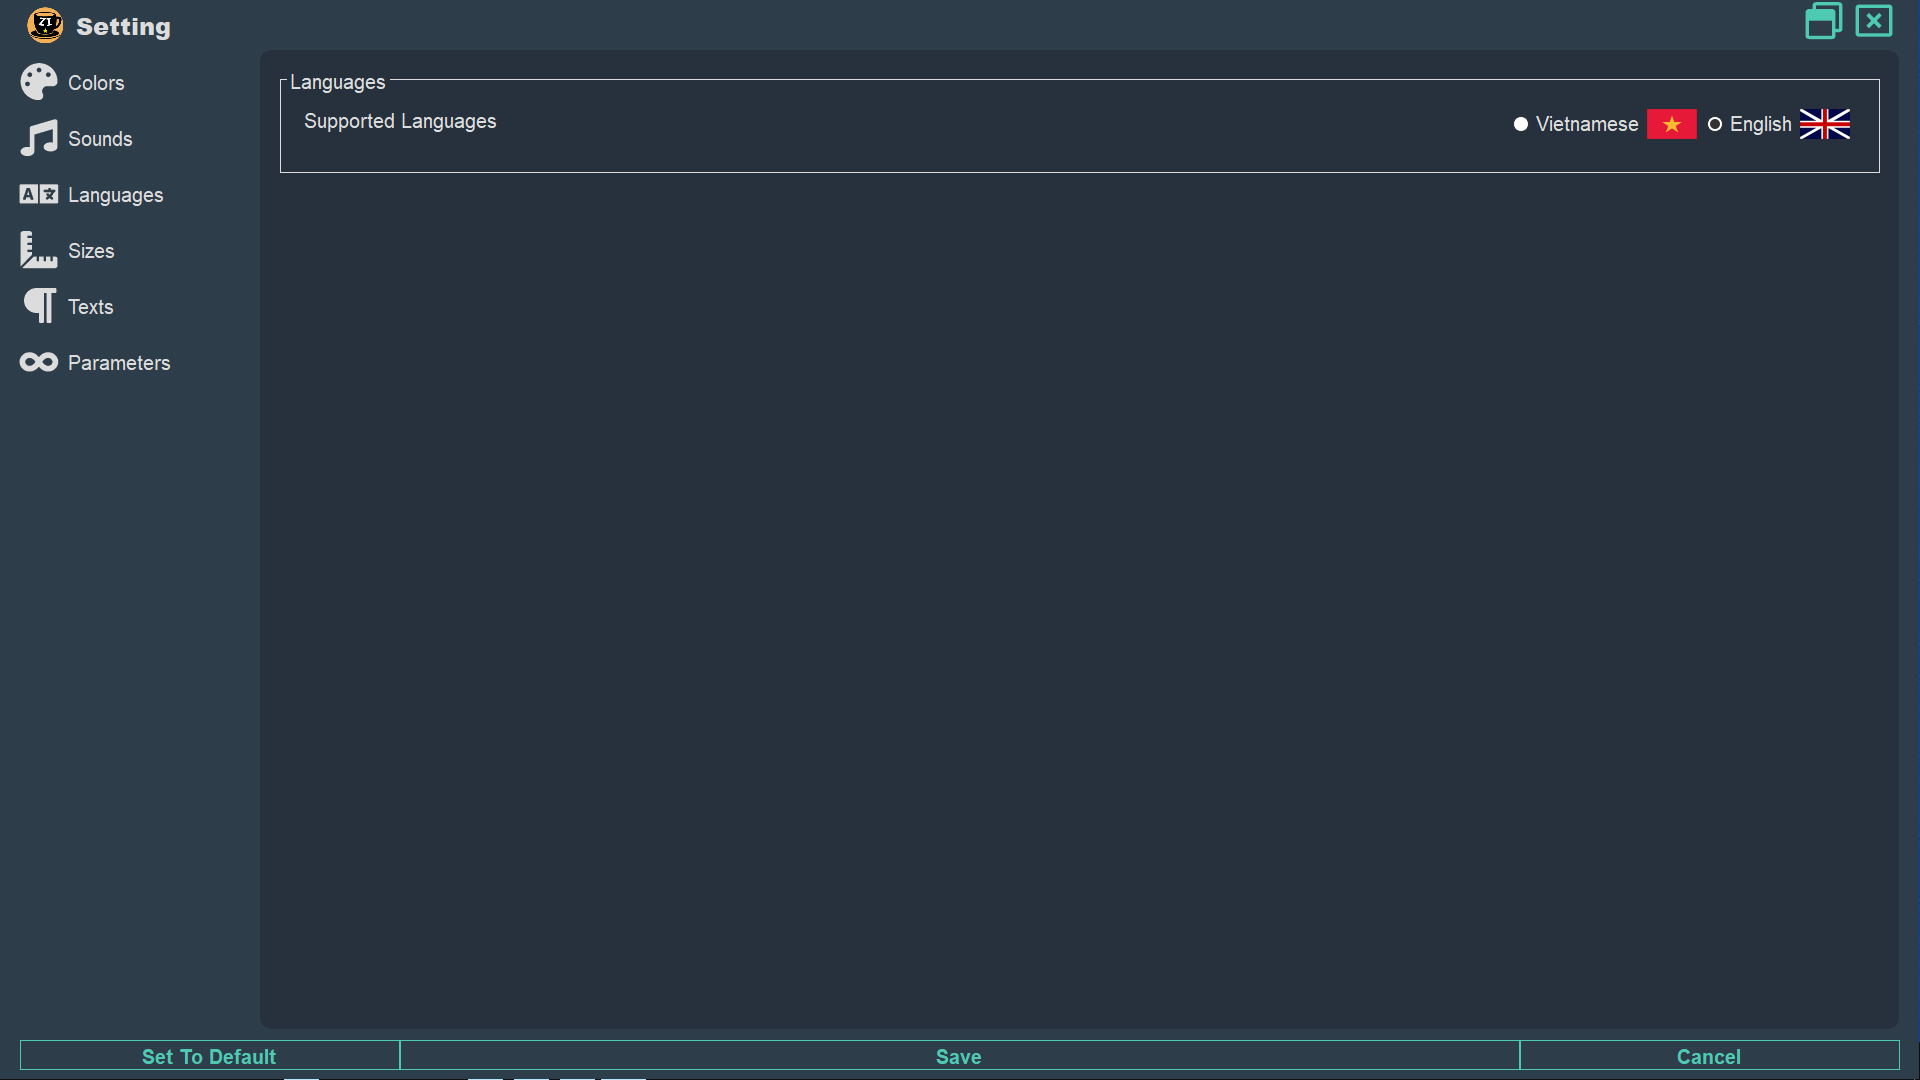 Setting
Colors
Sounds
Languages
Sizes
Texts
Parameters
Languages
Supported Languages
Vietnamese English
Set To Default Save Cancel